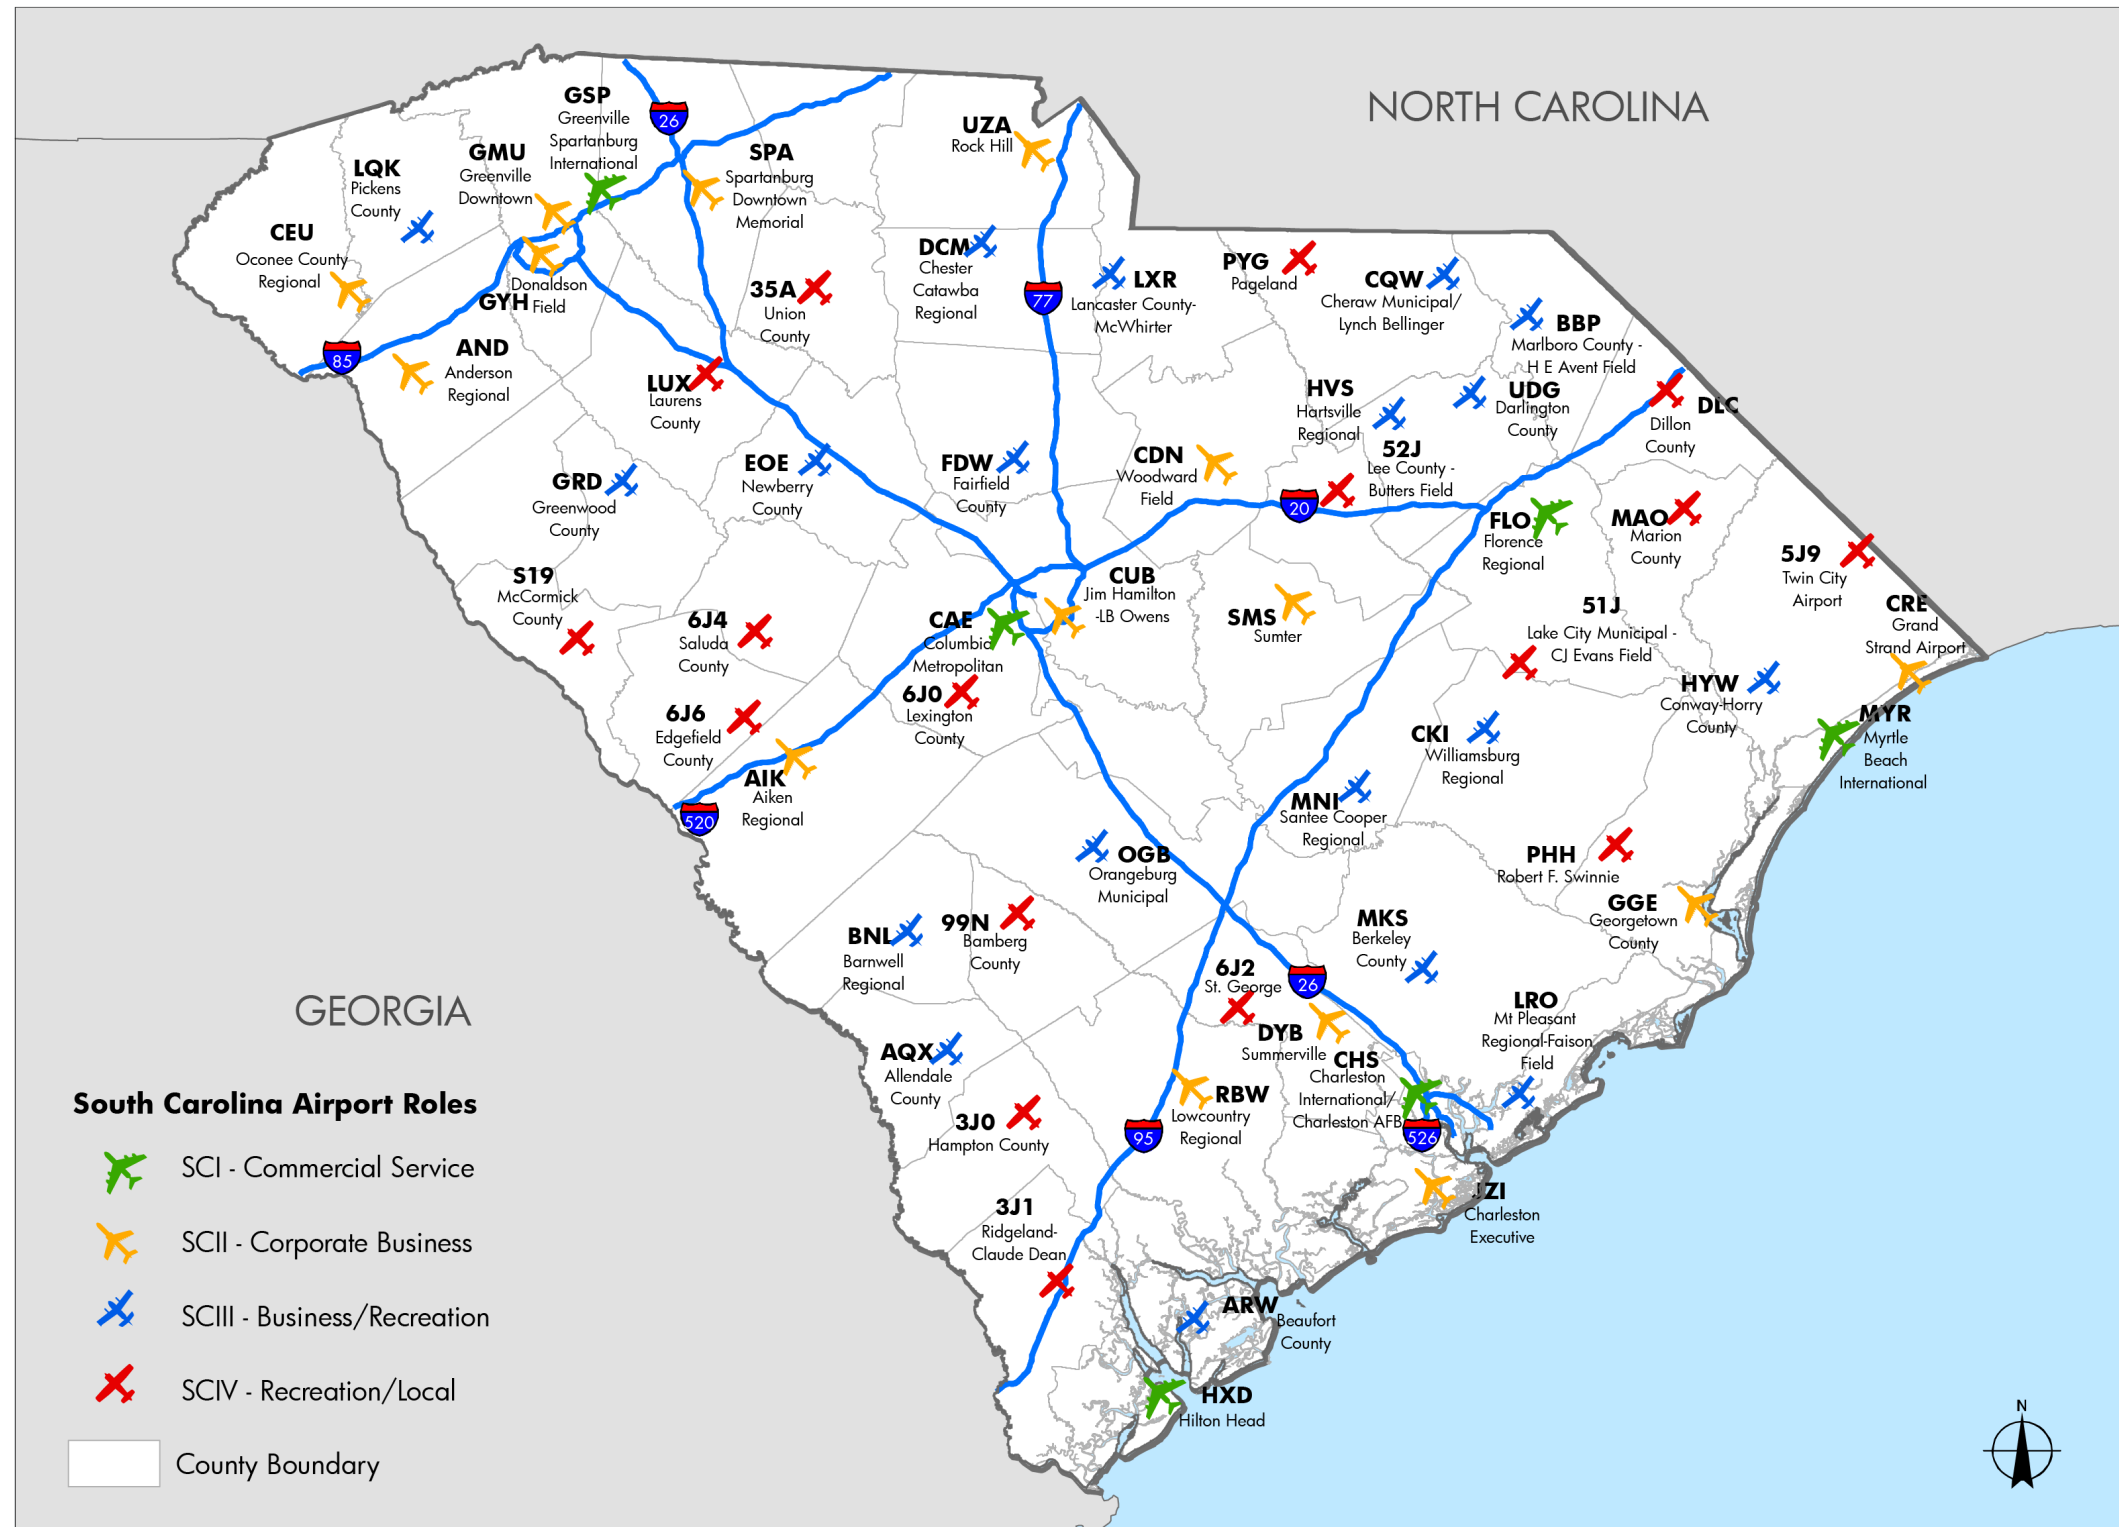 NORTH CAROLINA
GSP
Greenville
Spartanburg
International
26
UZA
Rock Hill
GMU
Greenville
Downtown
SPA
Spartanburg
Downtown
Memorial
LQK
Pickens
County
CEU
Oconee County
Regional
DCM
Chester
Catawba
Regional
77
LXR
Lancaster County-
McWhirter
PYG
Pageland
CQW
Cheraw Municipal/
Lynch Bellinger
BBP
Marlboro County -
H E Avent Field
35A
Union
County
Donaldson
Field
GYH
85
AND
Anderson
Regional
LUX
Laurens
County
HVS
Hartsville
Regional
UDG
Darlington
County
DLC
Dillon
County
GRD
Greenwood
County
EOE
Newberry
County
FDW
Fairfield
County
CDN
Woodward
Field
52J
Lee County -
Butters Field
20
FLO
Florence
Regional
MAO
Marion
County
5J9
Twin City
Airport
S19
McCormick
County
6J4
Saluda
County
CAE
Columbia
Metropolitan
CUB
Jim Hamilton
-LB Owens
SMS
Sumter
51J
Lake City Municipal -
CJ Evans Field
CRE
Grand
Strand Airport
6J6
Edgefield
County
6J0
Lexington
County
HYW
Conway-Horry
County
MYR
Myrtle
Beach
International
CKI
Williamsburg
Regional
AIK
Aiken
Regional
520
MNI
Santee Cooper
Regional
OGB
Orangeburg
Municipal
PHH
Robert F. Swinnie
GGE
Georgetown
County
BNL
Barnwell
Regional
99N
Bamberg
County
MKS
Berkeley
County
6J2
St. George
26
GEORGIA
LRO
Mt Pleasant
Regional-Faison
Field
DYB
Summerville
CHS
Charleston
International/
Charleston AFB
526
AQX
Allendale
County
3J0
Hampton County
95
RBW
Lowcountry
Regional
JZI
Charleston
Executive
3J1
Ridgeland-
Claude Dean
ARW
Beaufort
County
HXD
Hilton Head
South Carolina Airport Roles
SCI - Commercial Service
SCII - Corporate Business
SCIII - Business/Recreation
SCIV - Recreation/Local
County Boundary
N